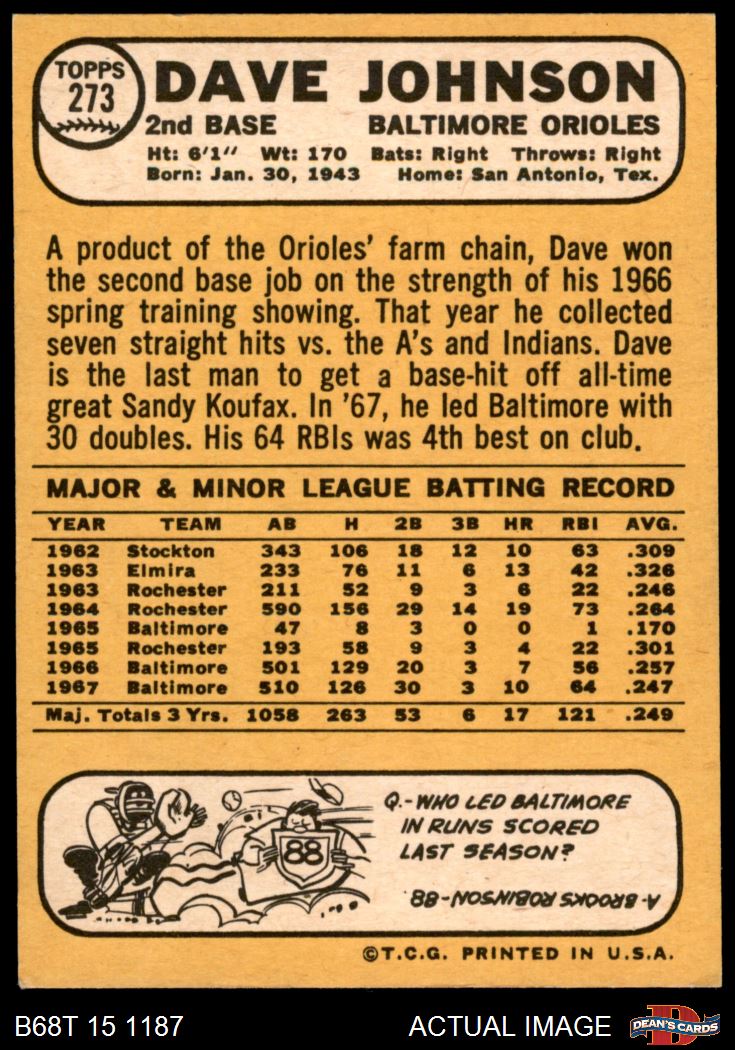 TOPPS
273
DAVE JOHNSON
2nd BASE BALTIMORE ORIOLES
Ht: 6'1" Wt: 170 Bats: Right Throws: Right
Born: Jan. 30, 1943 Home: San Antonio, Tex.
A product of the Orioles' farm chain, Dave won
the second base job on the strength of his 1966
spring training showing. That year he collected
seven straight hits vs. the A's and Indians. Dave
is the last man to get a base-hit off all-time
great Sandy Koufax. In '67, he led Baltimore with
30 doubles. His 64 RBIs was 4th best on club.
MAJOR & MINOR LEAGUE BATTING RECORD
YEAR TEAM AB H 2B 3B HR RBI AVG.
1962 Stockton 343 106 18 12 10 63 .309
1963 Elmira 233 76 11 6 13 42 .326
1963 Rochester 211 52 9 3 6 22 .246
1964 Rochester 590 156 29 14 19 73 .264
1965 Baltimore 47 8 3 0 0 1 .170
1965 Rochester 193 58 9 3 4 22 .301
1966 Baltimore 501 129 20 3 7 56 .257
1967 Baltimore 510 126 30 3 10 64 .247
Maj. Totals 3 Yrs. 1058 263 53 6 17 121 .249
88
Q.-WHO LED BALTIMORE
IN RUNS SCORED
LAST SEASON?
A-BROOKS ROBINSON-88
©T.C.G. PRINTED IN U.S.A.
B68T 15 1187 ACTUAL IMAGE D DEAN'S CARDS